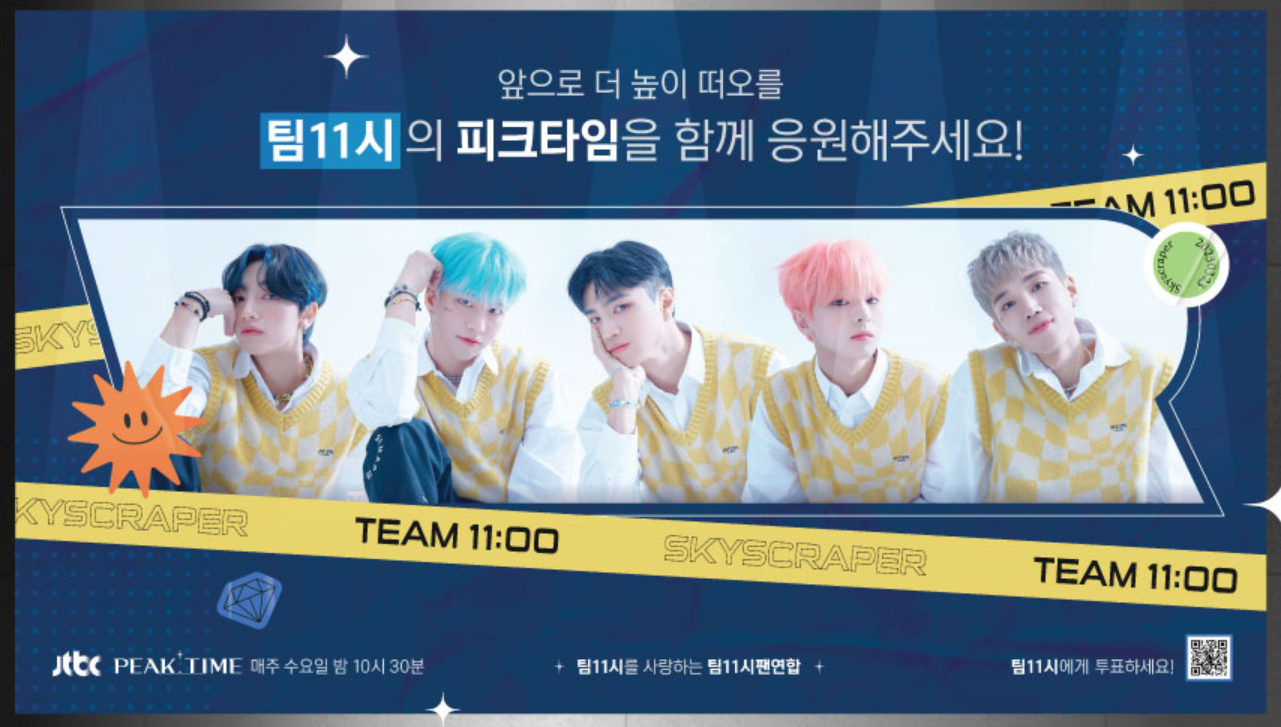 앞으로 더 높이 떠오를
팀11시의 피크타임을 함께 응원해주세요!
TEAM 11:00
Skyscraper 20230323
SKYS
KYSCRAPER TEAM 11:00 SKYSCRAPER TEAM 11:00
jtbc PEAK TIME 매주 수요일 밤 10시 30분
팀11시를 사랑하는 팀11시팬연합
팀11시에게 투표하세요!